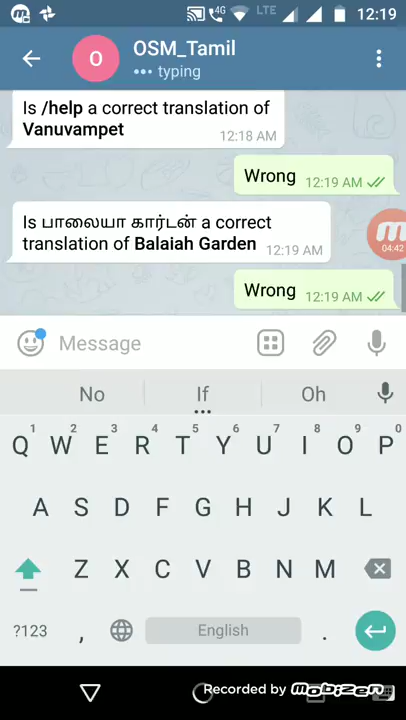 4G LTE 12:19
O OSM_Tamil
typing
Is /help a correct translation of
Vanuvampet
12:18 AM
Wrong 12:19 AM
Is பாலையா கார்டன் a correct
translation of Balaiah Garden 12:19 AM
04:42
Wrong 12:19 AM
Message
No If Oh
1 2 3 4 5 6 7 8 9 0
Q W E R T Y U I O P
A S D F G H J K L
Z X C V B N M
?123 , English .
Recorded by mobizen